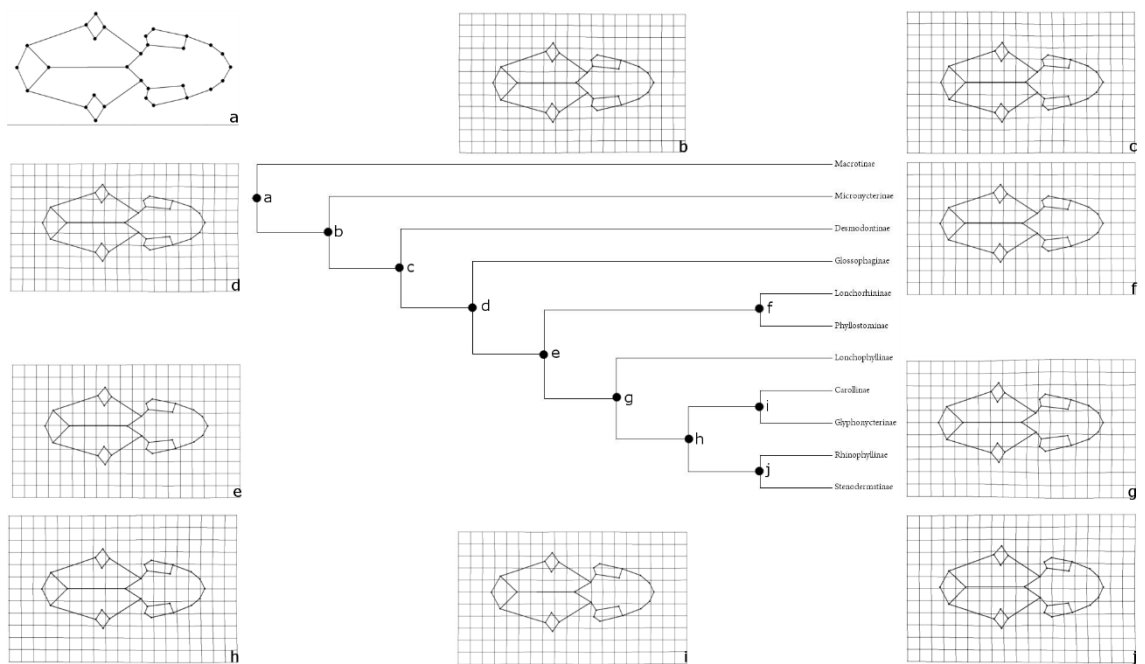 a
b
c
Macrotinae
a
Micronycterinae
b
Desmodontinae
c
Glossophaginae
d
d
f
Lonchorhininae
f
Phyllostominae
e
Lonchophyllinae
g
Carollinae
i
Glyphonycterinae
h
Rhinophyllinae
j
Stenodermatinae
e
g
h
i
j